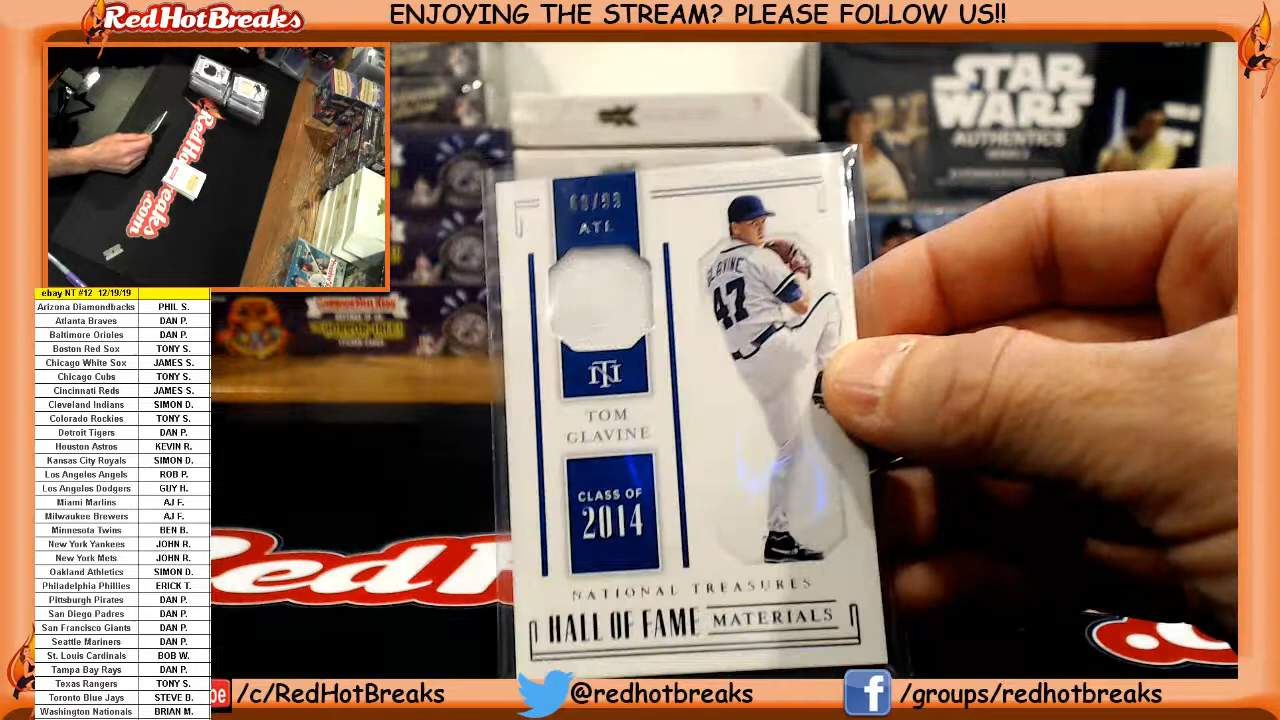 RedHotBreaks
ENJOYING THE STREAM? PLEASE FOLLOW US!!
STAR
WARS
AUTHENTICS
ATL
GLAVINE
47
TOM
GLAVINE
CLASS OF
2014
NATIONAL TREASURES
HALL OF FAME MATERIALS
ebay NT #12 12/19/19
Arizona Diamondbacks PHIL S.
Atlanta Braves DAN P.
Baltimore Orioles DAN P.
Boston Red Sox TONY S.
Chicago White Sox JAMES S.
Chicago Cubs TONY S.
Cincinnati Reds JAMES S.
Cleveland Indians SIMON D.
Colorado Rockies TONY S.
Detroit Tigers DAN P.
Houston Astros KEVIN R.
Kansas City Royals SIMON D.
Los Angeles Angels ROB P.
Los Angeles Dodgers GUY H.
Miami Marlins AJ F.
Milwaukee Brewers AJ F.
Minnesota Twins BEN B.
New York Yankees JOHN R.
New York Mets JOHN R.
Oakland Athletics SIMON D.
Philadelphia Phillies ERICK T.
Pittsburgh Pirates DAN P.
San Diego Padres DAN P.
San Francisco Giants DAN P.
Seattle Mariners DAN P.
St. Louis Cardinals BOB W.
Tampa Bay Rays DAN P.
Texas Rangers TONY S.
Toronto Blue Jays STEVE B.
Washington Nationals BRIAN M.
/c/RedHotBreaks
@redhotbreaks
/groups/redhotbreaks